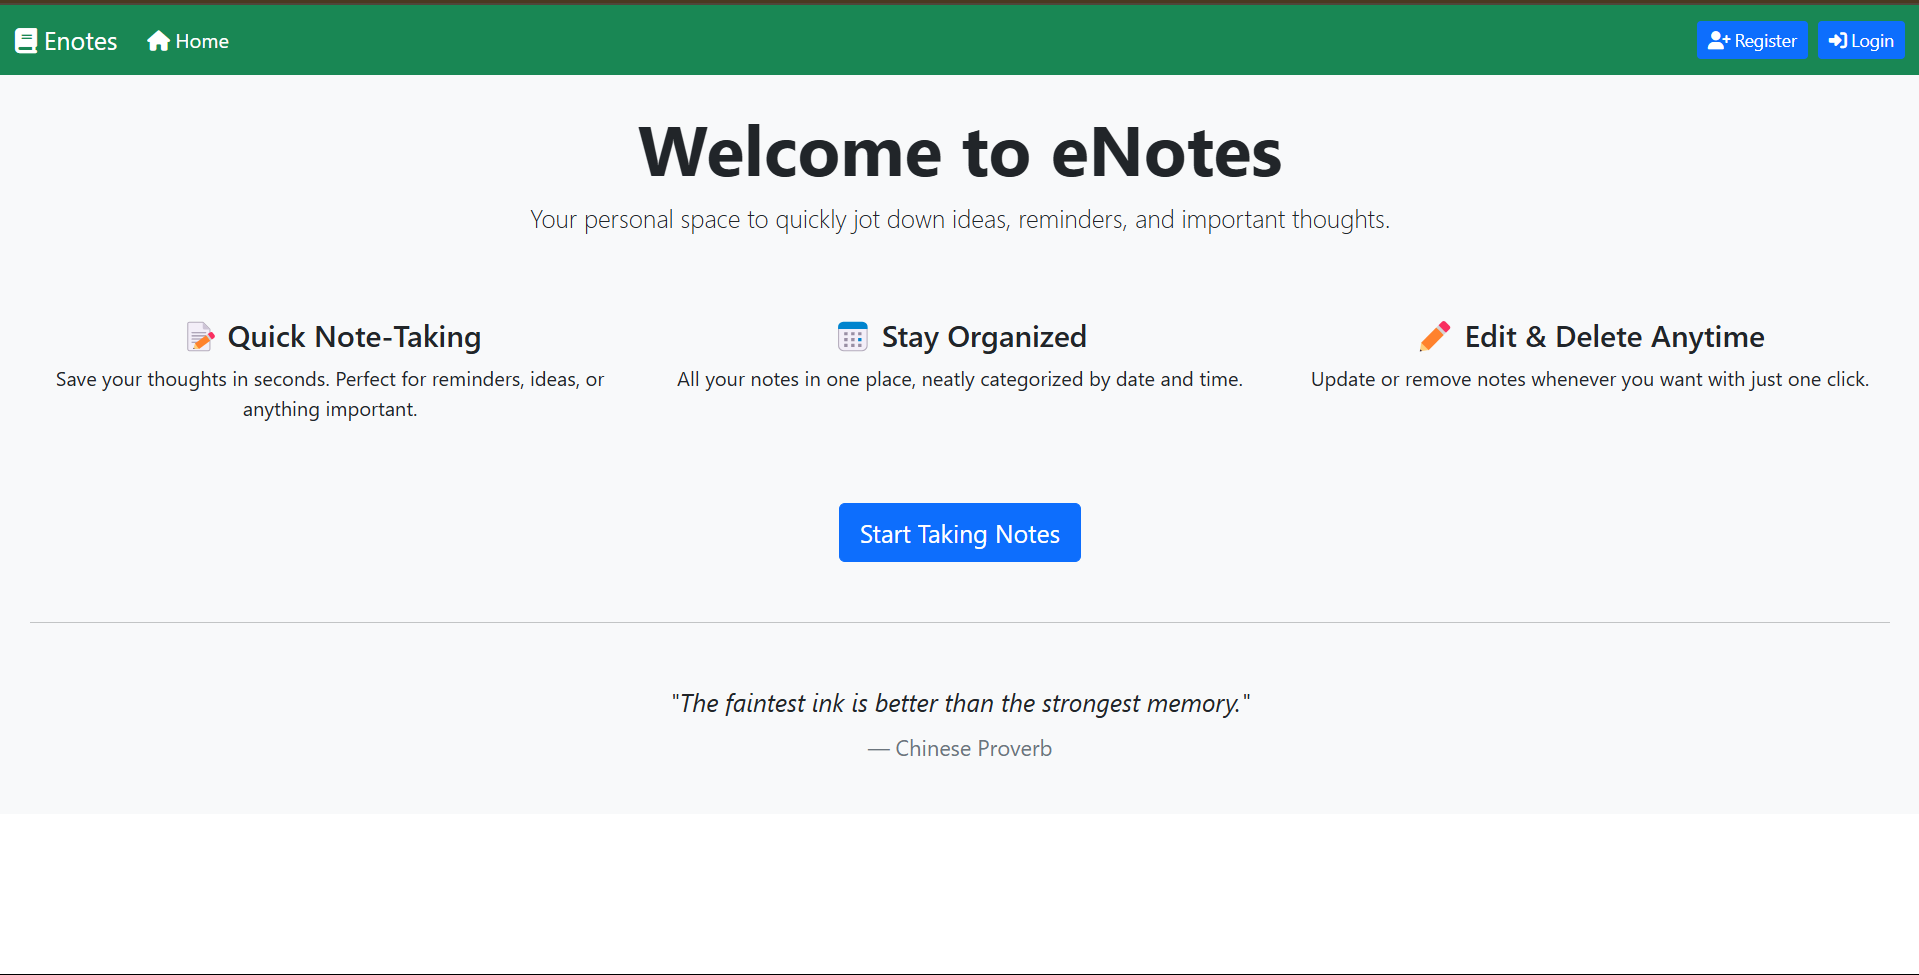 Enotes Home Register Login
Welcome to eNotes
Your personal space to quickly jot down ideas, reminders, and important thoughts.
Quick Note-Taking
Save your thoughts in seconds. Perfect for reminders, ideas, or
anything important.
Stay Organized
All your notes in one place, neatly categorized by date and time.
Edit & Delete Anytime
Update or remove notes whenever you want with just one click.
Start Taking Notes
"The faintest ink is better than the strongest memory."
— Chinese Proverb